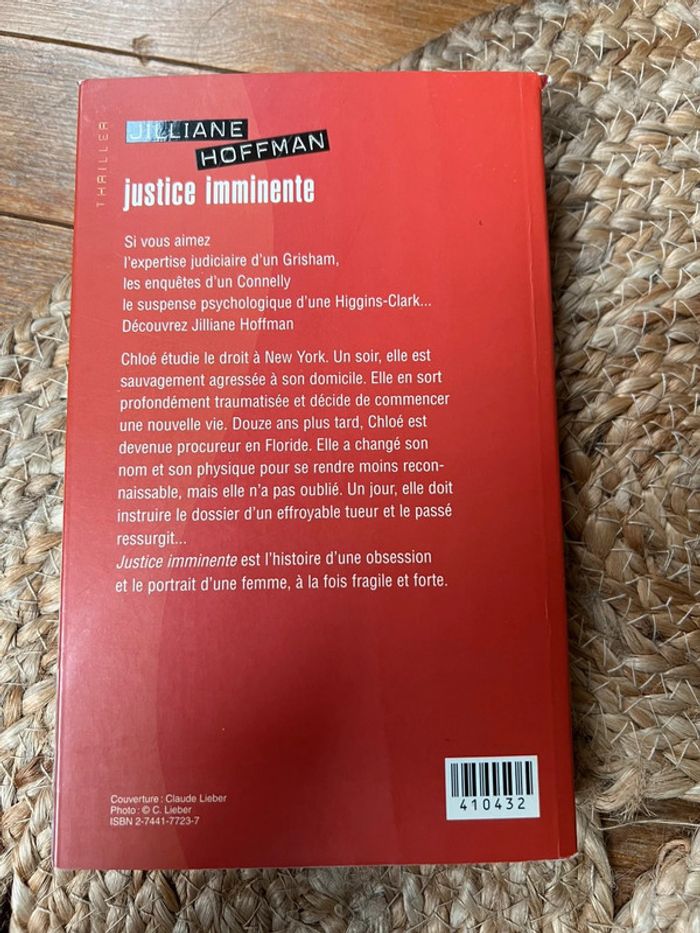 THRILLER
JILLIANE
HOFFMAN
justice imminente
Si vous aimez
l'expertise judiciaire d'un Grisham,
les enquêtes d'un Connelly
le suspense psychologique d'une Higgins-Clark...
Découvrez Jilliane Hoffman
Chloé étudie le droit à New York. Un soir, elle est
sauvagement agressée à son domicile. Elle en sort
profondément traumatisée et décide de commencer
une nouvelle vie. Douze ans plus tard, Chloé est
devenue procureur en Floride. Elle a changé son
nom et son physique pour se rendre moins recon-
naissable, mais elle n'a pas oublié. Un jour, elle doit
instruire le dossier d'un effroyable tueur et le passé
ressurgit...
Justice imminente est l'histoire d'une obsession
et le portrait d'une femme, à la fois fragile et forte.
Couverture : Claude Lieber
Photo : © C. Lieber
ISBN 2-7441-7723-7
410432